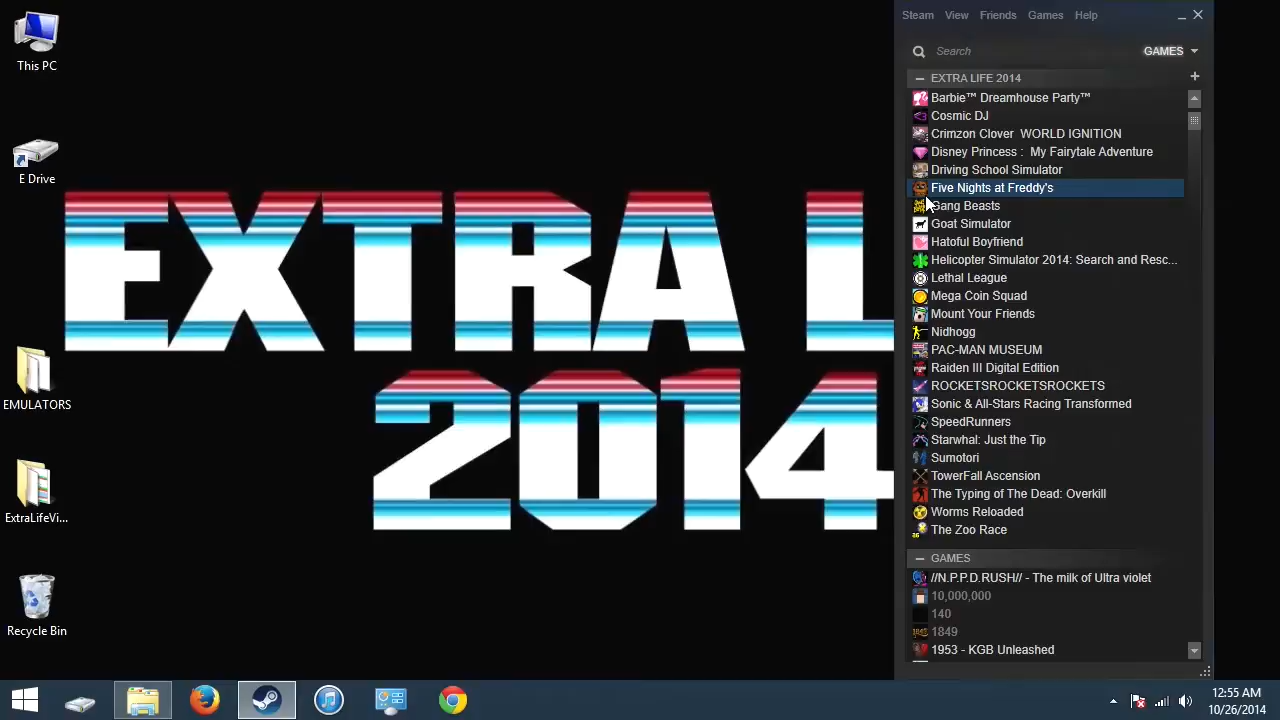 This PC
E Drive
EMULATORS
ExtraLifeVi...
Recycle Bin
EXTRA L
2014
Steam View Friends Games Help
Search GAMES
EXTRA LIFE 2014
Barbie™ Dreamhouse Party™
Cosmic DJ
Crimzon Clover WORLD IGNITION
Disney Princess : My Fairytale Adventure
Driving School Simulator
Five Nights at Freddy's
Gang Beasts
Goat Simulator
Hatoful Boyfriend
Helicopter Simulator 2014: Search and Resc...
Lethal League
Mega Coin Squad
Mount Your Friends
Nidhogg
PAC-MAN MUSEUM
Raiden III Digital Edition
ROCKETSROCKETSROCKETS
Sonic & All-Stars Racing Transformed
SpeedRunners
Starwhal: Just the Tip
Sumotori
TowerFall Ascension
The Typing of The Dead: Overkill
Worms Reloaded
The Zoo Race
GAMES
//N.P.P.D.RUSH// - The milk of Ultra violet
10,000,000
140
1849
1953 - KGB Unleashed
12:55 AM
10/26/2014